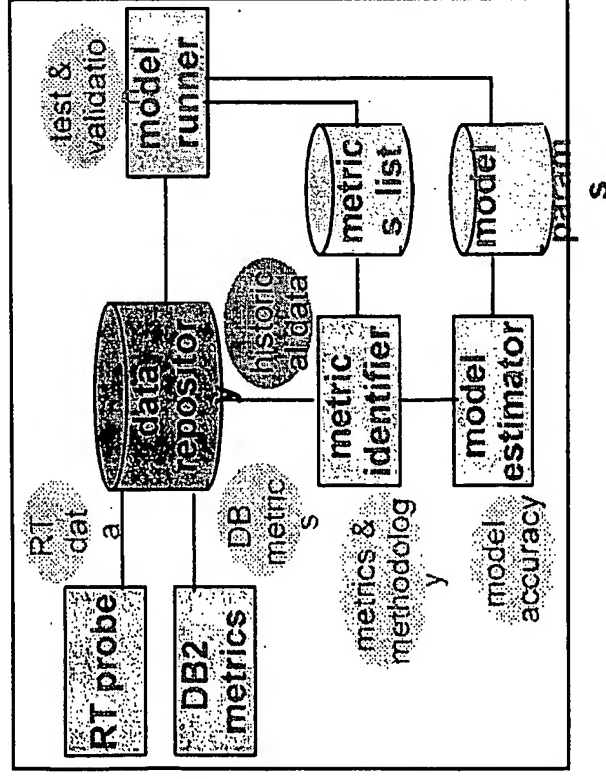 RT probe
DB2
metrics
RT
dat
a
DB
metric
s
data
repositor
y
historic
al data
test &
validatio
model
runner
metrics &
methodolog
y
metric
identifier
metric
s list
model
accuracy
model
estimator
model
param
s